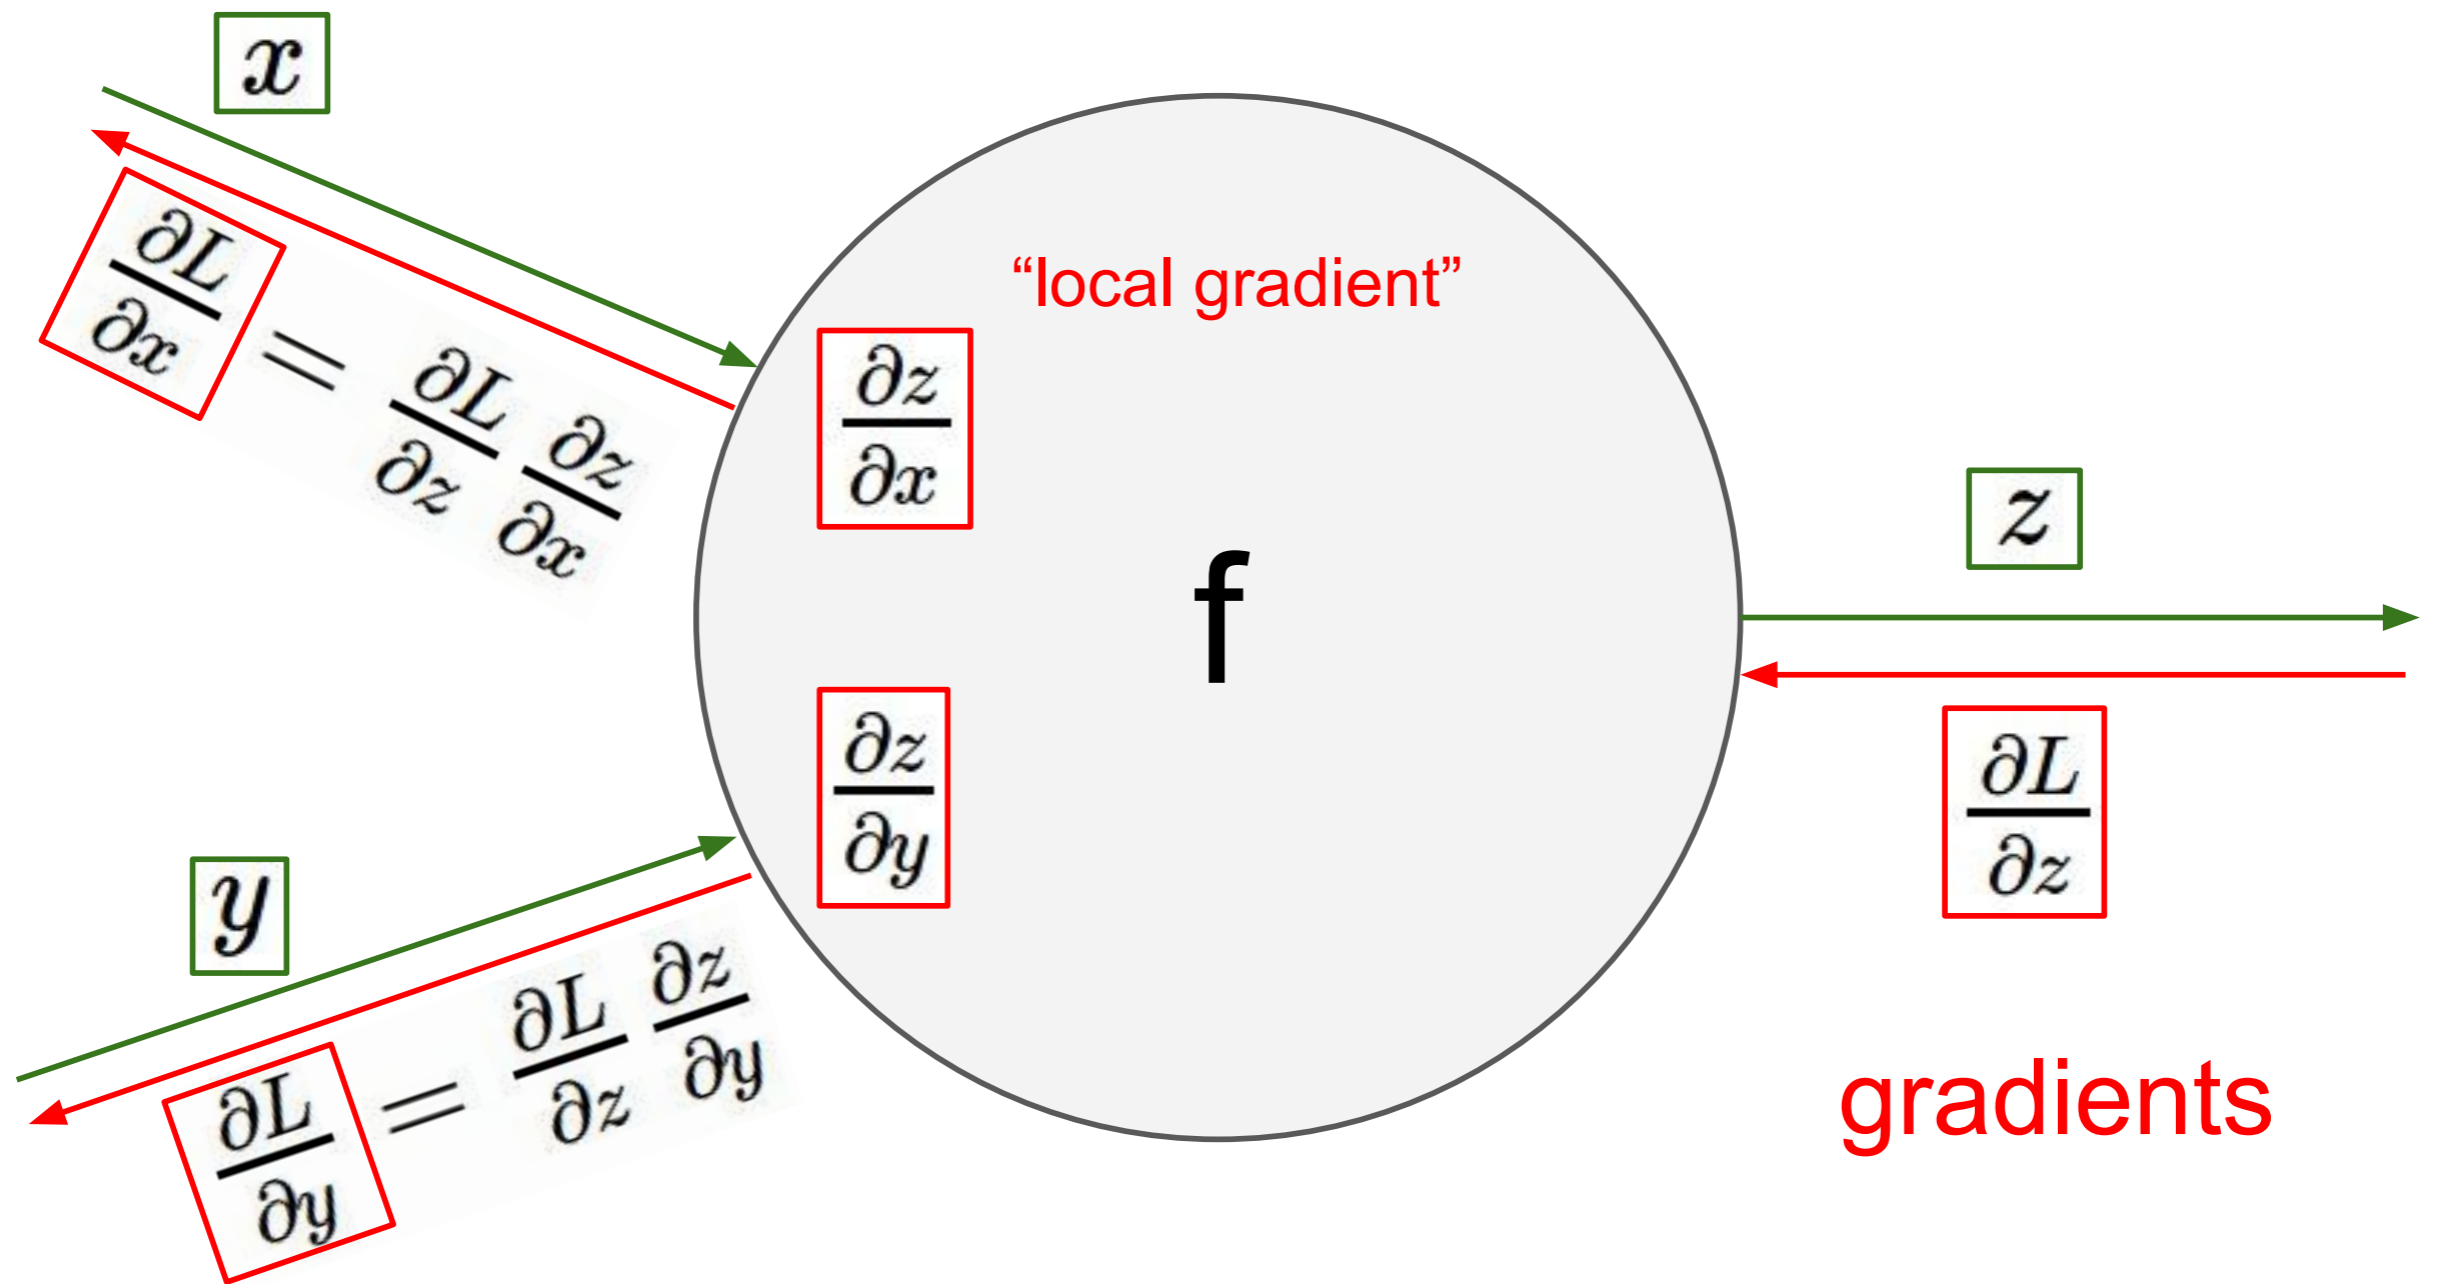 x
∂L/∂x = ∂L/∂z ∂z/∂x
“local gradient”
∂z/∂x
f
z
∂z/∂y
∂L/∂z
y
∂L/∂y = ∂L/∂z ∂z/∂y
gradients